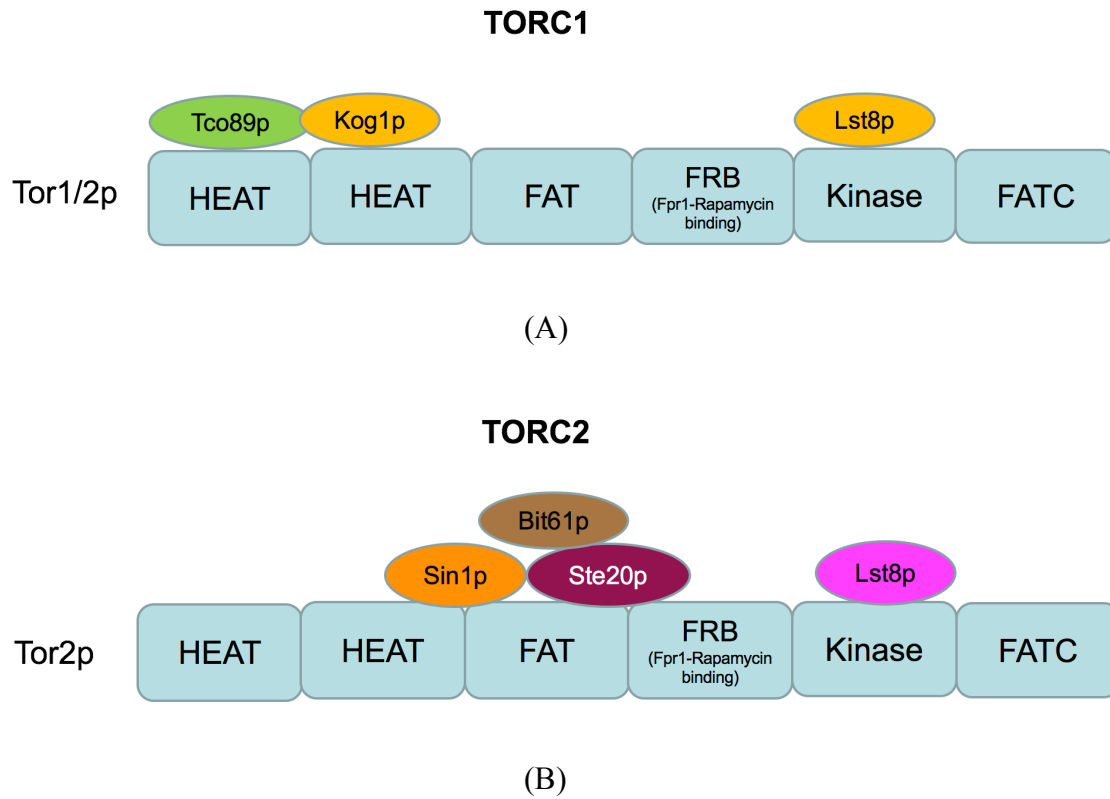 TORC1
Tco89p Kog1p Lst8p
Tor1/2p HEAT HEAT FAT FRB Kinase FATC
(Fpr1-Rapamycin
binding)
(A)
TORC2
Bit61p
Sin1p Ste20p Lst8p
Tor2p HEAT HEAT FAT FRB Kinase FATC
(Fpr1-Rapamycin
binding)
(B)